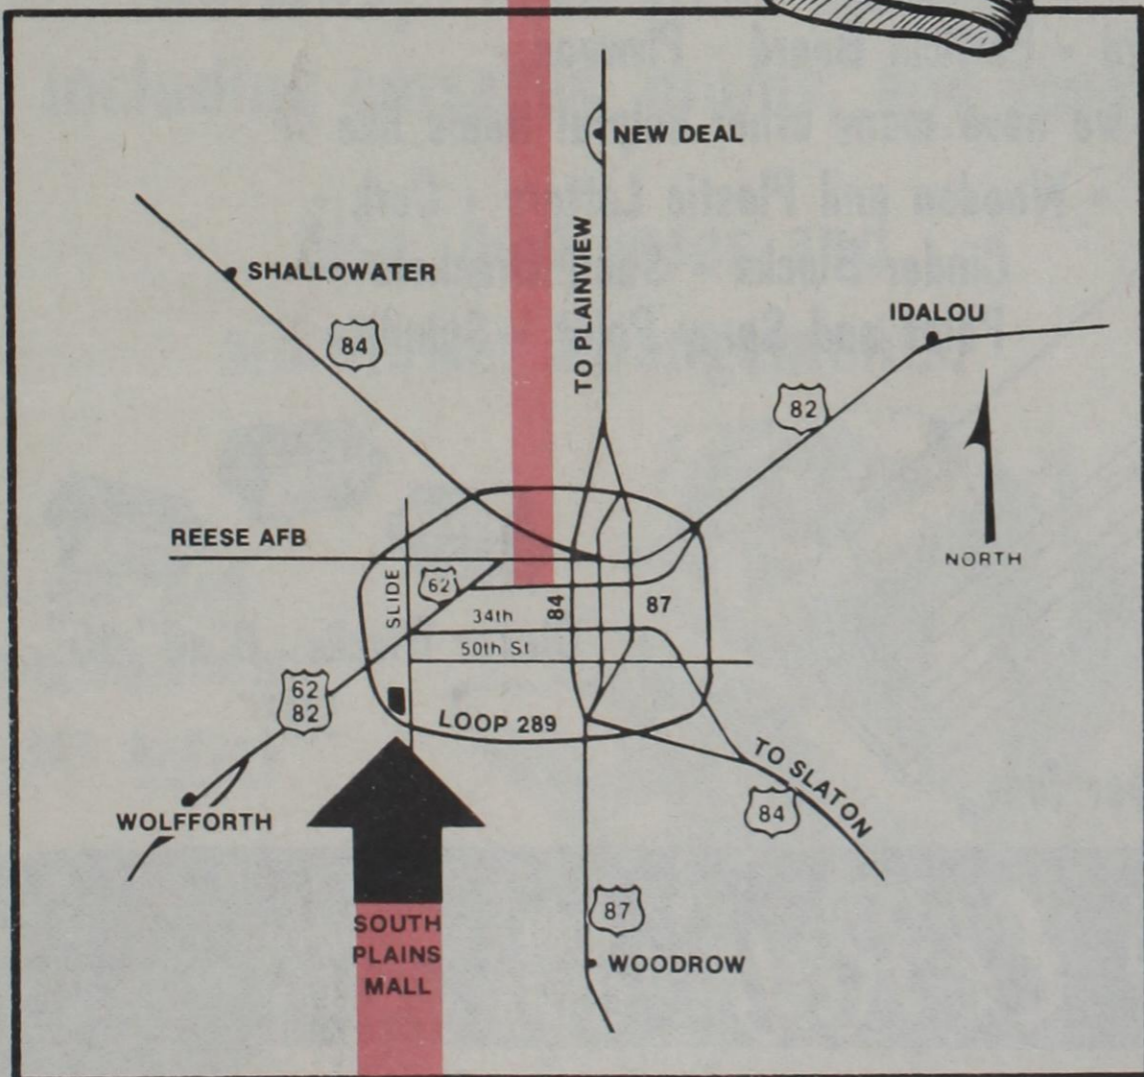 NEW DEAL
SHALLOWATER
TO PLAINVIEW
IDALOU
84
82
REESE AFB
NORTH
SLIDE
62
34th
84
87
50th St
62
82
LOOP 289
TO SLATON
84
WOLFFORTH
SOUTH
PLAINS
MALL
87
WOODROW